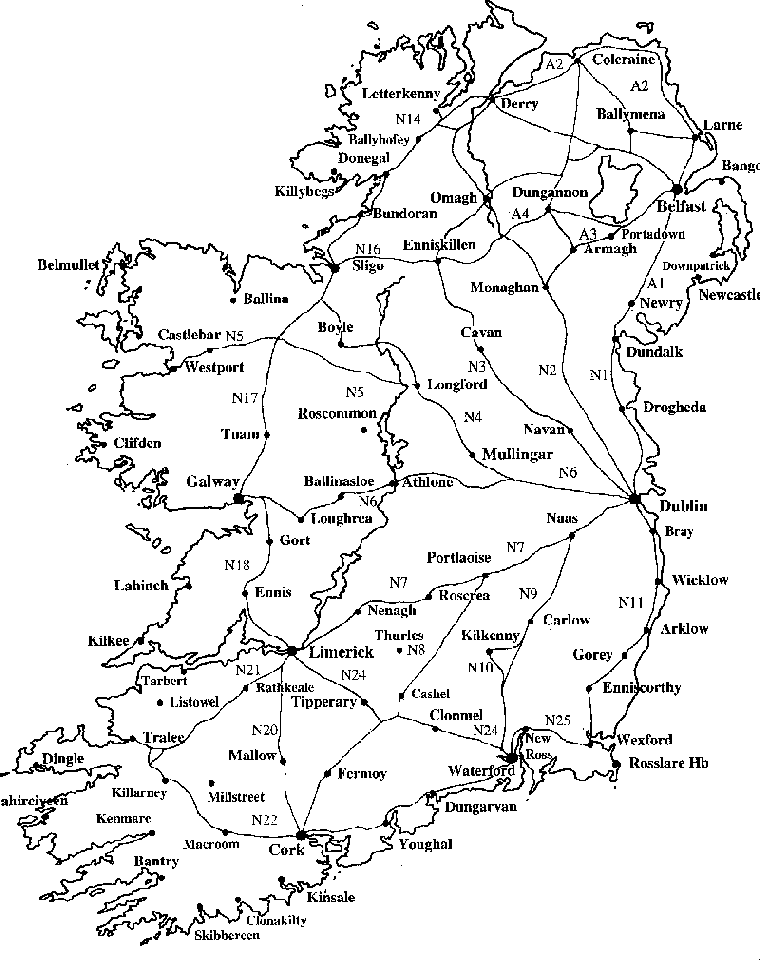 Coleraine
A2
A2
Letterkenny
Derry
N14
Ballymena
Larne
Ballyhofey
Donegal
Bango
Killybegs
Omagh
Dungannon
Belfast
Bundoran
A4
A3
Portadown
N16
Enniskillen
Armagh
Belmullet
Sligo
Downpatrick
Monaghan
A1
Newcastle
Ballina
Newry
Boyle
Castlebar
N5
Cavan
Dundalk
Westport
N3
N2
N1
N5
Longford
N17
Drogheda
Roscommon
N4
Tuam
Navan
Clifden
Mullingar
Galway
Ballinasloe
Athlone
N6
N6
Dublin
Loughrea
Naas
Gort
Bray
Portlaoise
N7
N18
Lahinch
N7
Wicklow
Ennis
Roscrea
N9
Nenagh
N11
Carlow
Arklow
Kilkee
Thurles
Kilkenny
Limerick
N8
Gorey
N10
N21
N24
Tarbert
Rathkeale
Cashel
Enniscorthy
Listowel
Tipperary
Clonmel
N25
N20
N24
Tralee
New
Ross
Wexford
Mallow
Dingle
Waterford
Rosslare Hb
Fermoy
Killarney
Millstreet
ahirciveen
Dungarvan
Kenmare
N22
Macroom
Cork
Youghal
Bantry
Kinsale
Clonakilty
Skibbereen